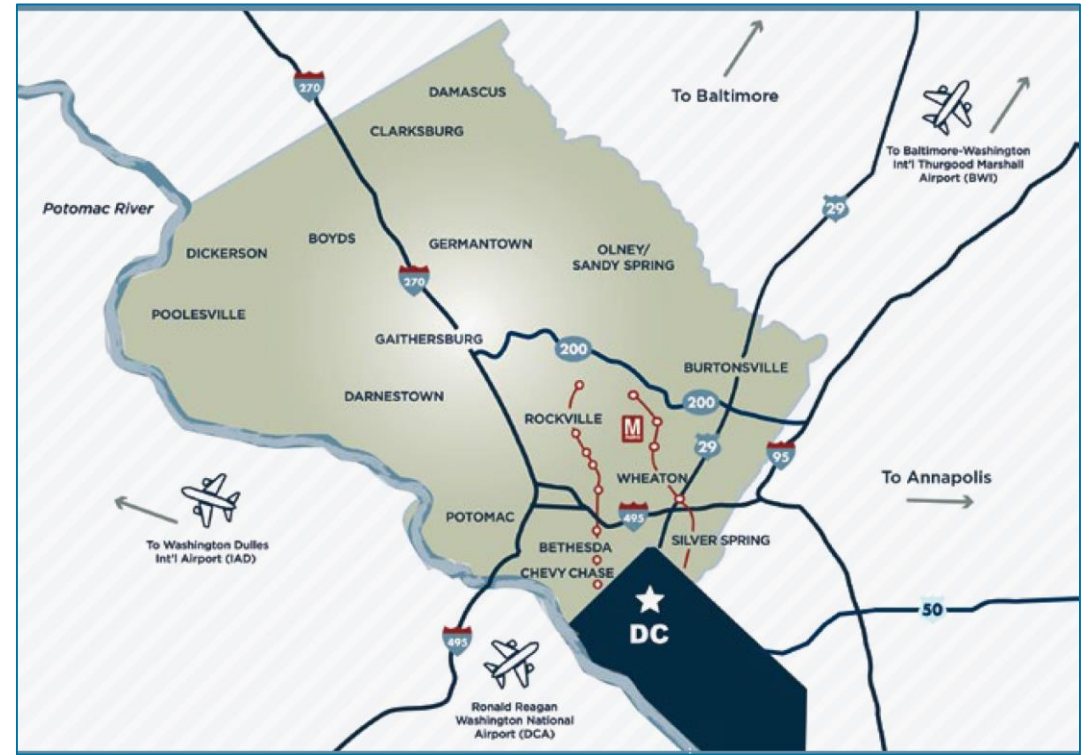 270
DAMASCUS
To Baltimore
CLARKSBURG
To Baltimore-Washington
Int'l Thurgood Marshall
Airport (BWI)
Potomac River
29
BOYDS
GERMANTOWN
DICKERSON
OLNEY/
SANDY SPRING
270
POOLESVILLE
GAITHERSBURG
200
BURTONSVILLE
DARNESTOWN
200
ROCKVILLE
M
29
95
WHEATON
To Annapolis
POTOMAC
495
SILVER SPRING
BETHESDA
To Washington Dulles
Int'l Airport (IAD)
CHEVY CHASE
50
DC
495
Ronald Reagan
Washington National
Airport (DCA)